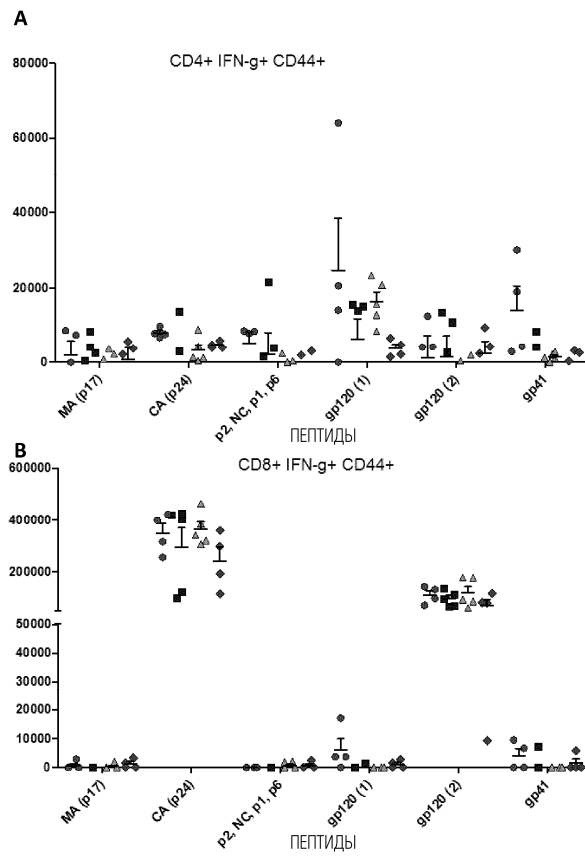 A
CD4+ IFN-g+ CD44+
80000
60000
40000
20000
0
MA (p17)
CA (p24)
p2, NC, p1, p6
gp120 (1)
gp120 (2)
gp41
ПЕПТИДЫ
B
CD8+ IFN-g+ CD44+
600000
400000
200000
50000
40000
30000
20000
10000
0
MA (p17)
CA (p24)
p2, NC, p1, p6
gp120 (1)
gp120 (2)
gp41
ПЕПТИДЫ